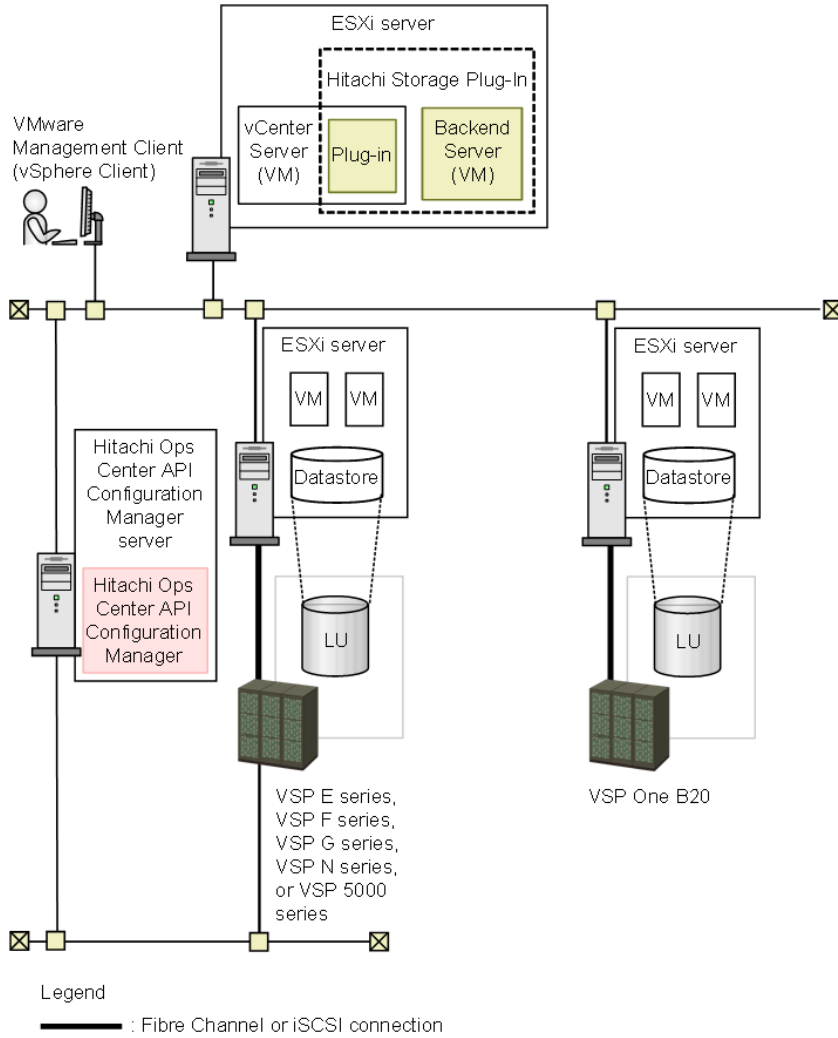 ESXi server
Hitachi Storage Plug-In
vCenter
Server
(VM)
Plug-in
Backend
Server
(VM)
VMware
Management Client
(vSphere Client)
ESXi server
VM
VM
Datastore
LU
ESXi server
VM
VM
Datastore
LU
Hitachi Ops
Center API
Configuration
Manager
server
Hitachi Ops
Center API
Configuration
Manager
VSP E series,
VSP F series,
VSP G series,
VSP N series,
or VSP 5000
series
VSP One B20
Legend
: Fibre Channel or iSCSI connection